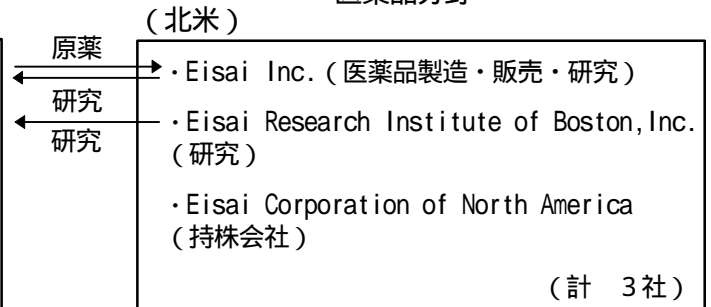 (北米)
原薬
・Eisai Inc.(医薬品製造・販売・研究)
研究
・Eisai Research Institute of Boston,Inc.
研究
(研究)
・Eisai Corporation of North America
(持株会社)
(計 3社)